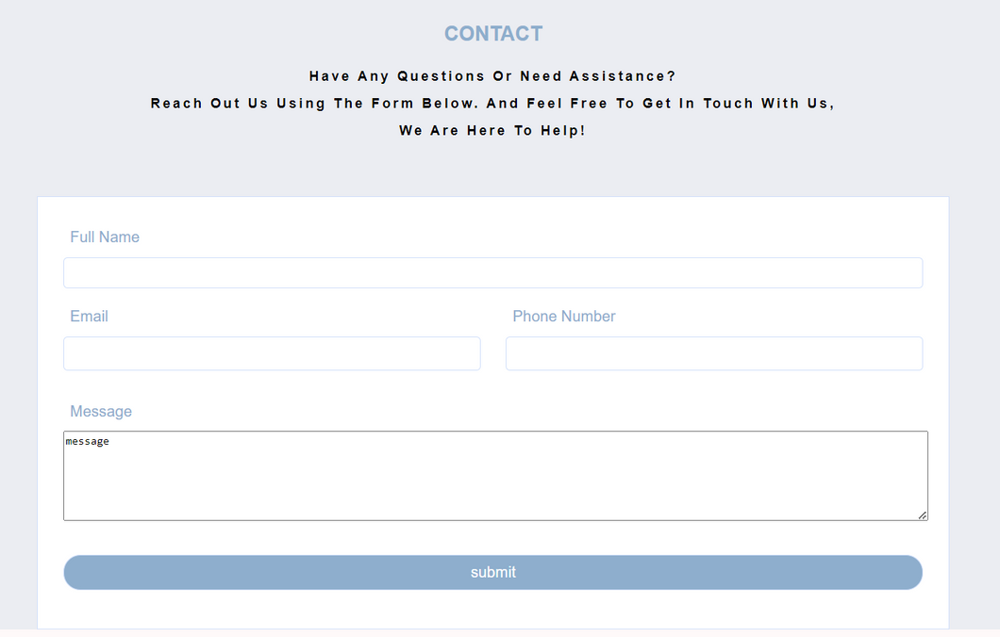 CONTACT
Have Any Questions Or Need Assistance?
Reach Out Us Using The Form Below. And Feel Free To Get In Touch With Us,
We Are Here To Help!
Full Name
Email
Phone Number
Message
message
submit